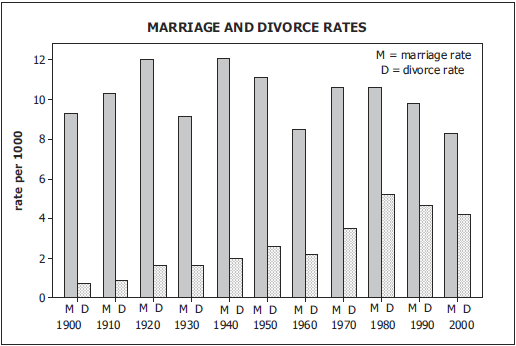 MARRIAGE AND DIVORCE RATES
M = marriage rate
D = divorce rate
rate per 1000
12
10
8
6
4
2
0
M D M D M D M D M D M D M D M D M D M D M D
1900 1910 1920 1930 1940 1950 1960 1970 1980 1990 2000